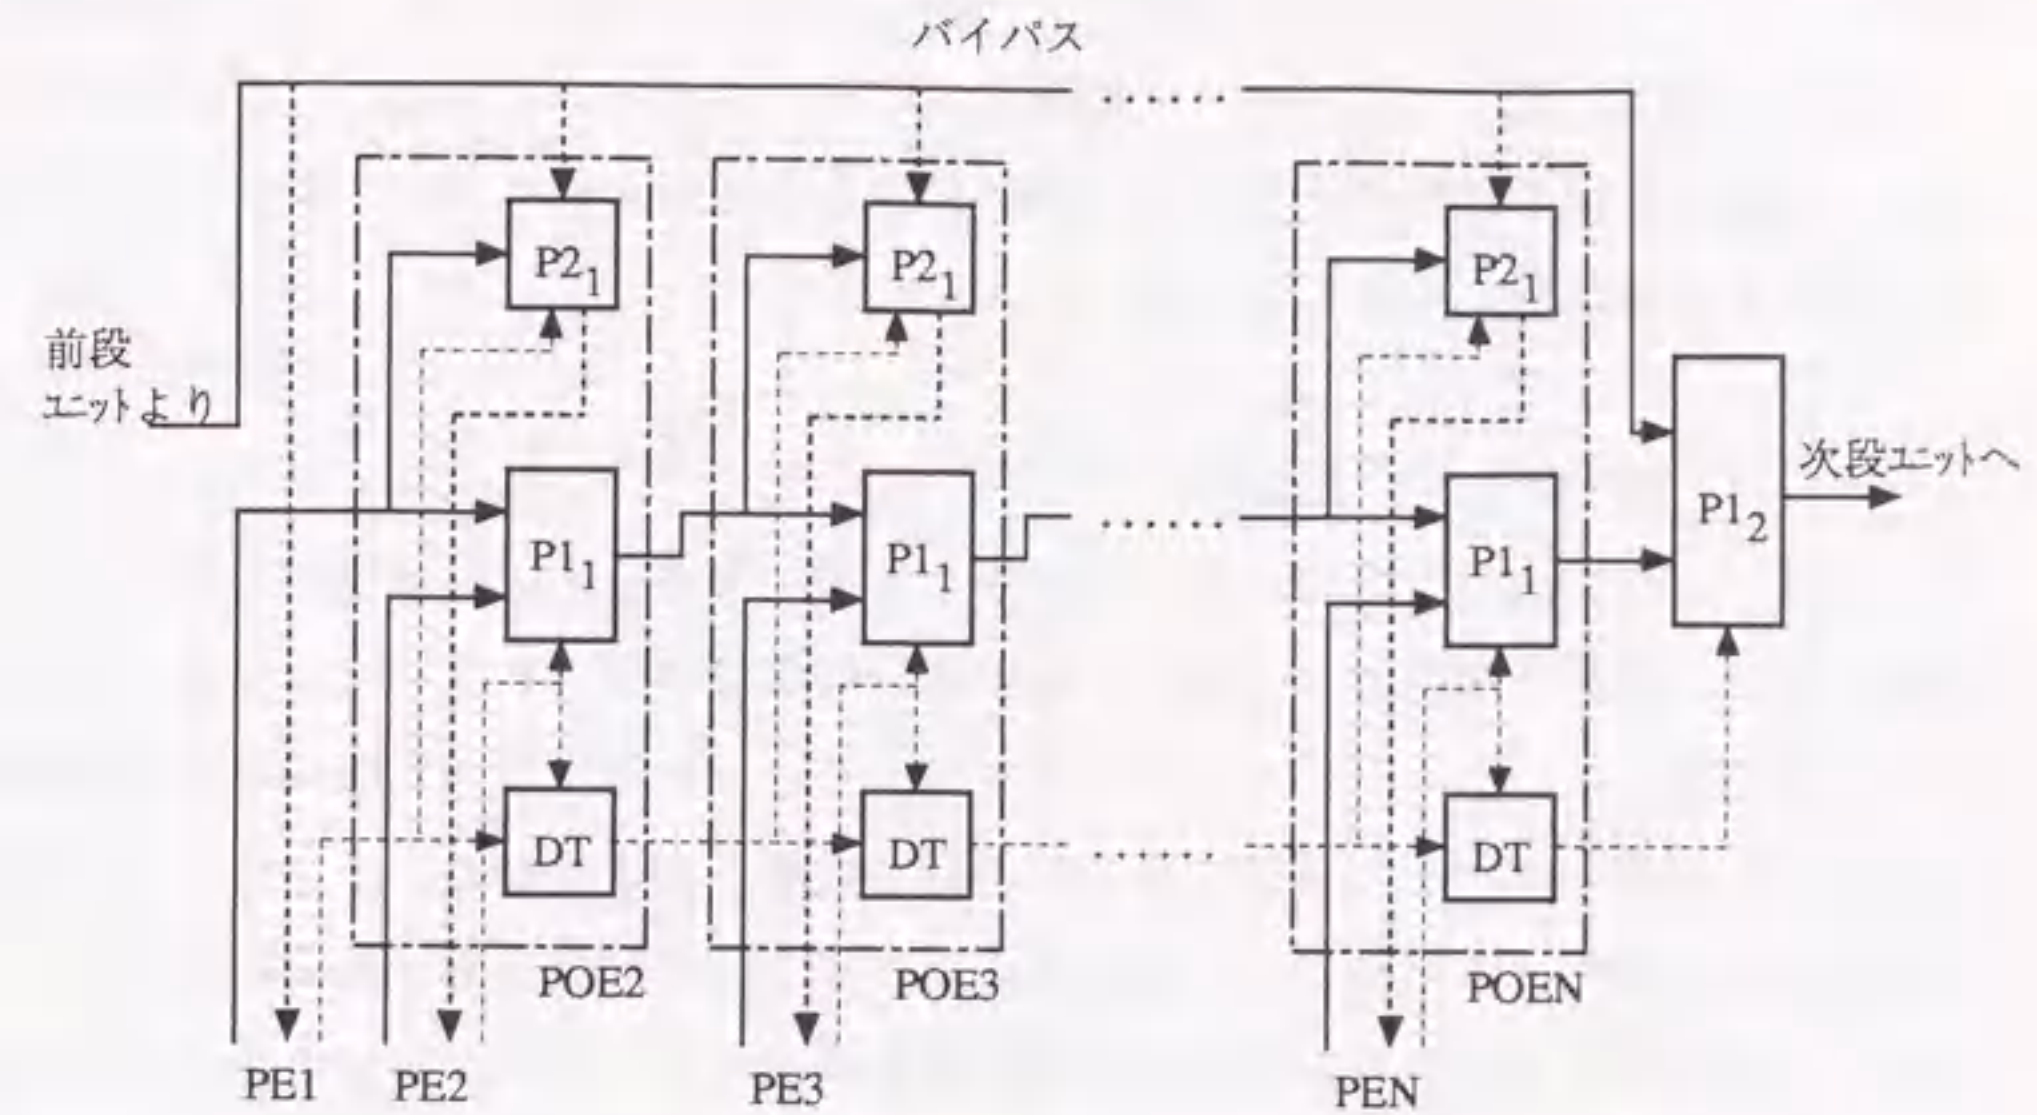 バイパス
P2₁
P2₁
P2₁
前段
ユニットより
P1₁
P1₁
P1₁
P1₂
次段ユニットへ
DT
DT
DT
POE2
POE3
POEN
PE1
PE2
PE3
PEN